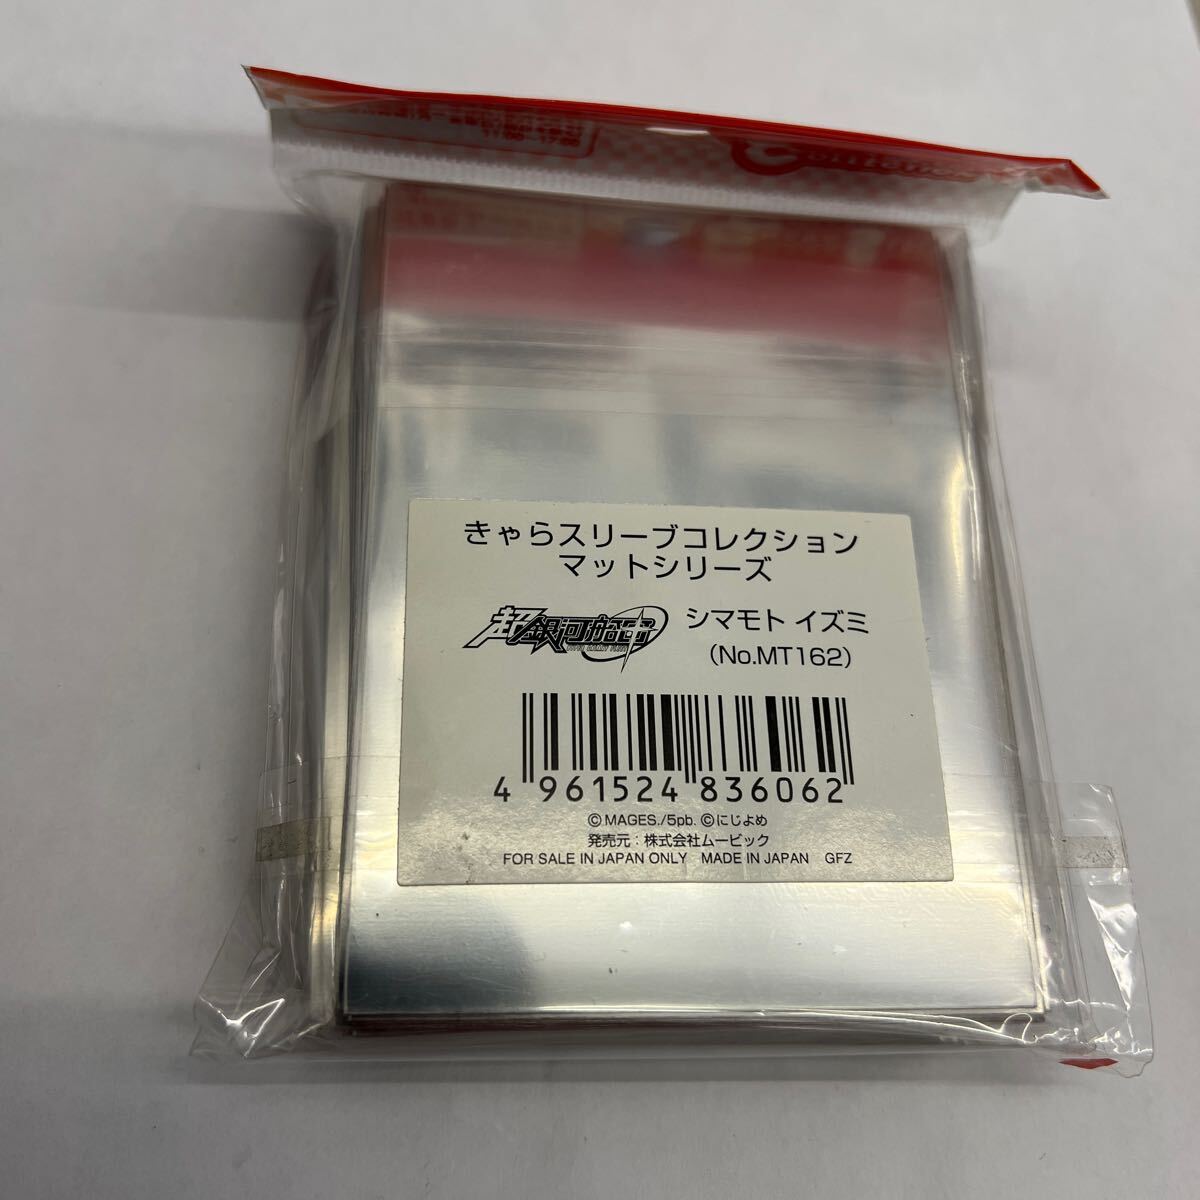 Collection
きゃらスリーブコレクション
マットシリーズ
超銀河船団 シマモト イズミ
(No.MT162)
4 961524 836062
©MAGES./5pb. ©にじよめ
発売元：株式会社ムービック
FOR SALE IN JAPAN ONLY MADE IN JAPAN GFZ